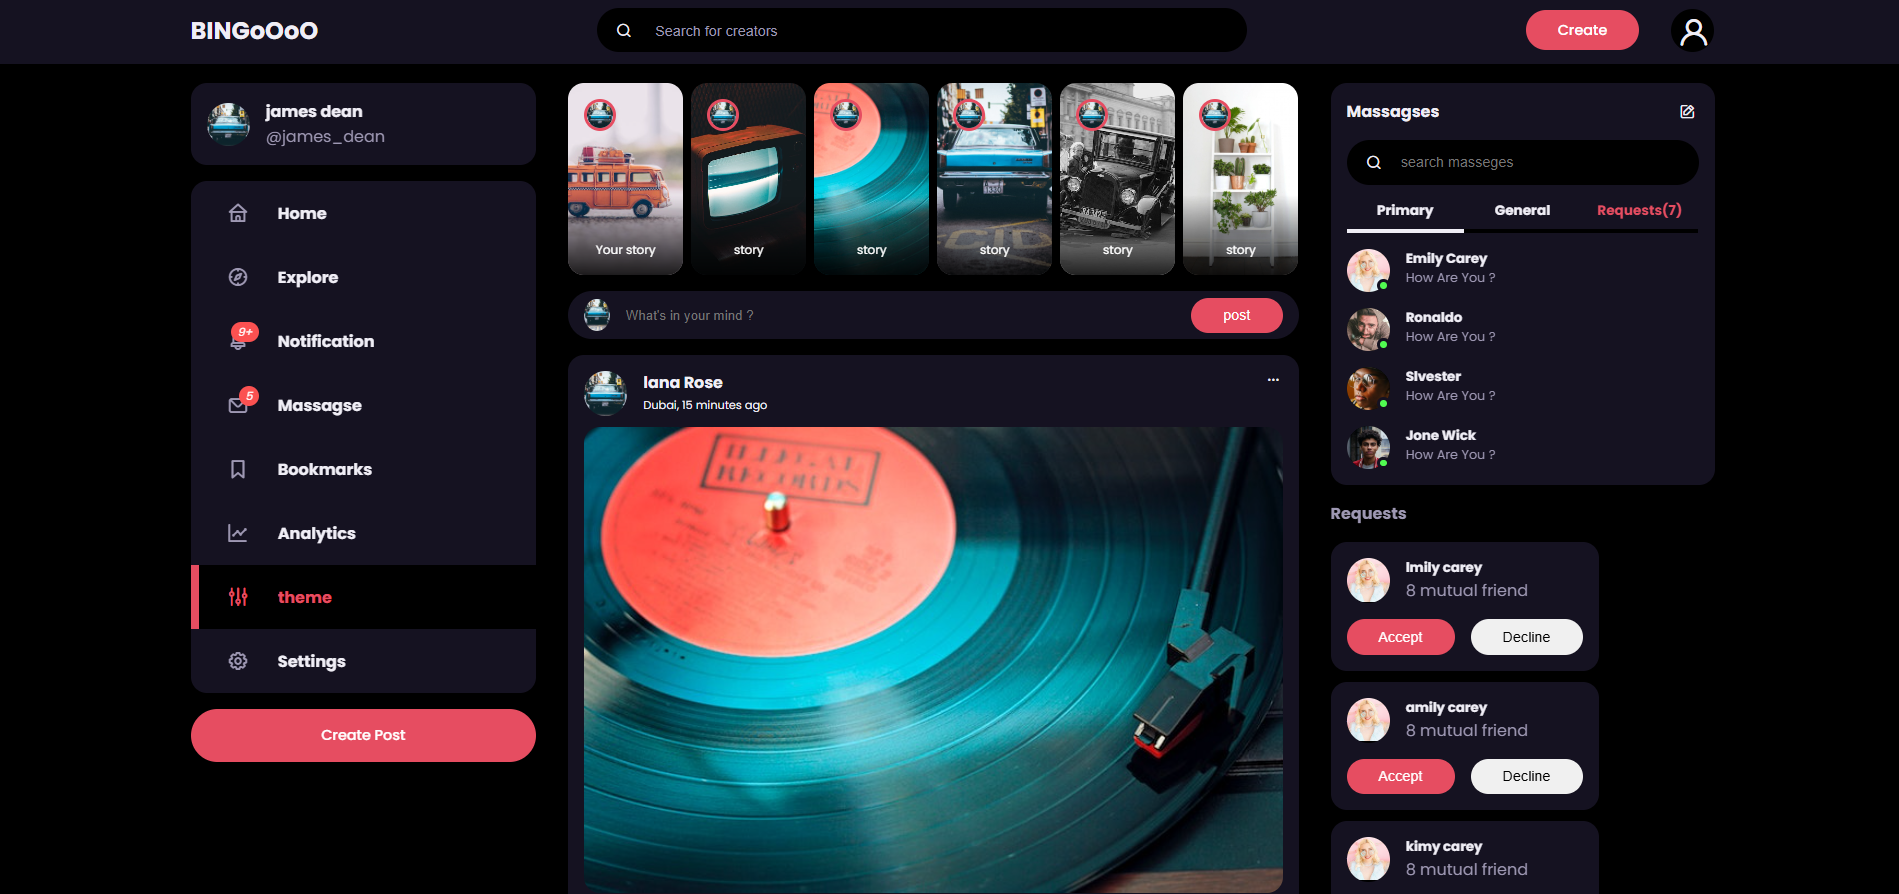 BINGoOoO
Search for creators
Create
james dean
@james_dean
Home
Explore
9+
Notification
5
Massagse
Bookmarks
Analytics
theme
Settings
Create Post
Your story
story
story
story
story
story
What's in your mind ?
post
lana Rose
Dubai, 15 minutes ago
ILLEGAL
RECORDS
Massagses
search masseges
Primary
General
Requests(7)
Emily Carey
How Are You ?
Ronaldo
How Are You ?
Slvester
How Are You ?
Jone Wick
How Are You ?
Requests
lmily carey
8 mutual friend
Accept
Decline
amily carey
8 mutual friend
Accept
Decline
kimy carey
8 mutual friend